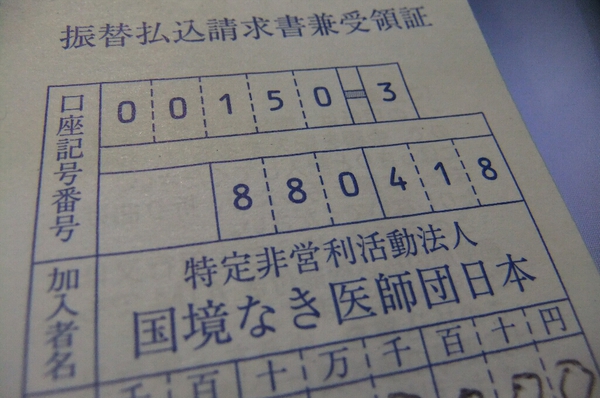 振替払込請求書兼受領証
口座記号番号
00150=3
880418
加入者名
特定非営利活動法人
国境なき医師団日本
千百十万千百十円
000